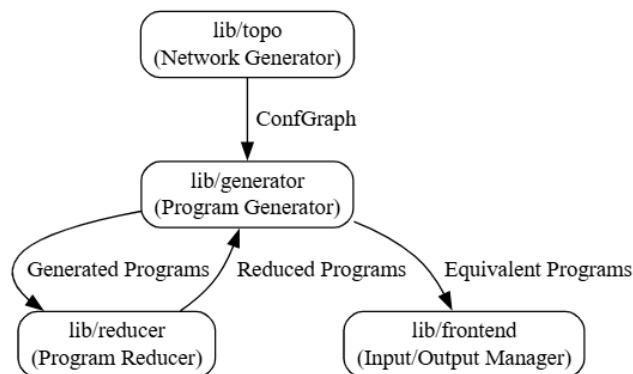 lib/topo
(Network Generator)
ConfGraph
lib/generator
(Program Generator)
Generated Programs
Reduced Programs
Equivalent Programs
lib/reducer
(Program Reducer)
lib/frontend
(Input/Output Manager)